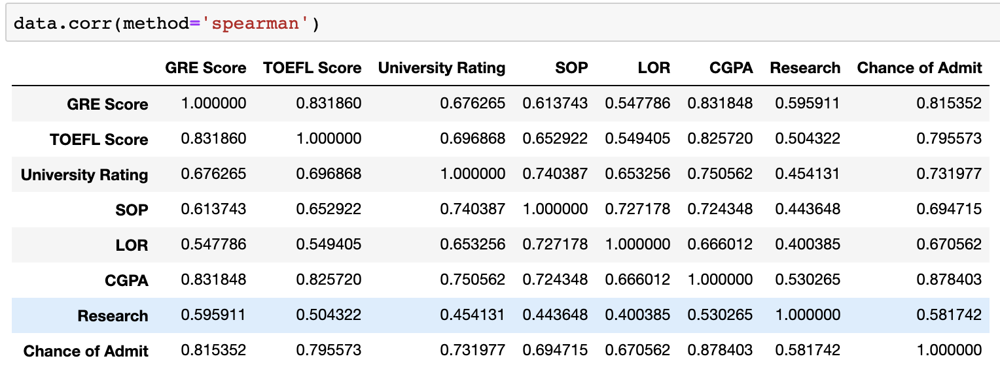 data.corr(method='spearman')
GRE Score TOEFL Score University Rating SOP LOR CGPA Research Chance of Admit
GRE Score 1.000000 0.831860 0.676265 0.613743 0.547786 0.831848 0.595911 0.815352
TOEFL Score 0.831860 1.000000 0.696868 0.652922 0.549405 0.825720 0.504322 0.795573
University Rating 0.676265 0.696868 1.000000 0.740387 0.653256 0.750562 0.454131 0.731977
SOP 0.613743 0.652922 0.740387 1.000000 0.727178 0.724348 0.443648 0.694715
LOR 0.547786 0.549405 0.653256 0.727178 1.000000 0.666012 0.400385 0.670562
CGPA 0.831848 0.825720 0.750562 0.724348 0.666012 1.000000 0.530265 0.878403
Research 0.595911 0.504322 0.454131 0.443648 0.400385 0.530265 1.000000 0.581742
Chance of Admit 0.815352 0.795573 0.731977 0.694715 0.670562 0.878403 0.581742 1.000000